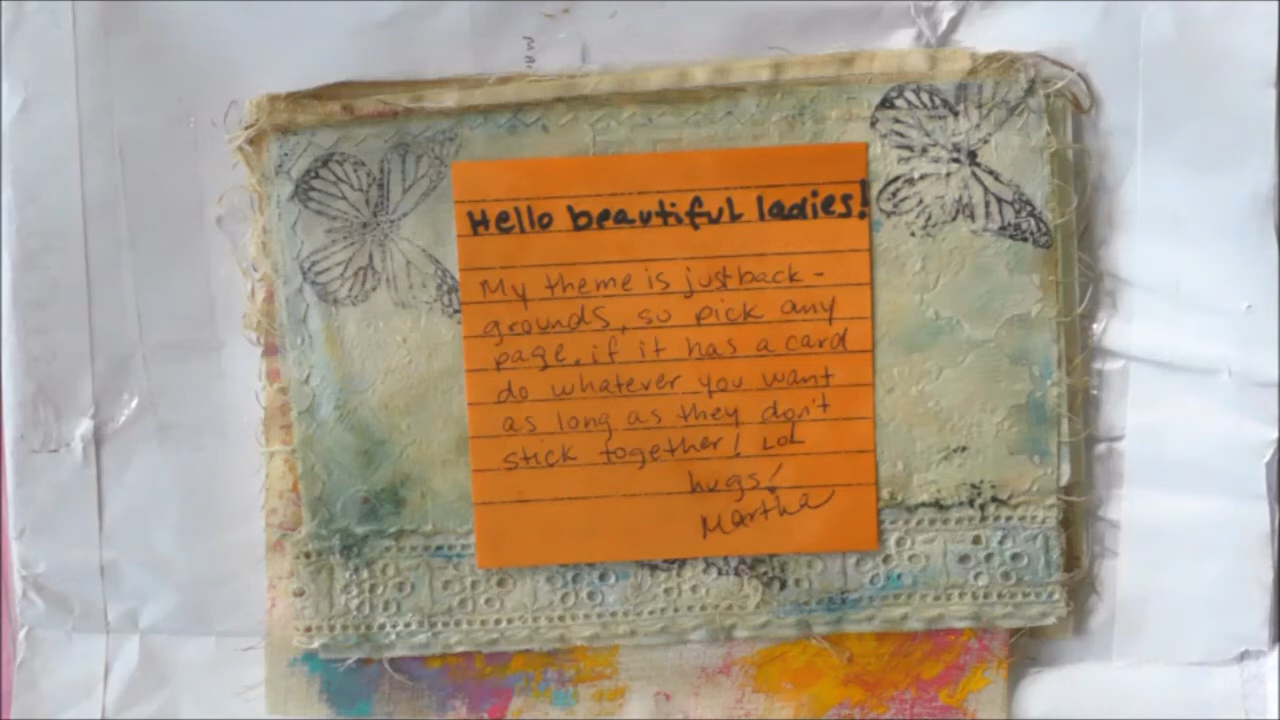 Hello beautiful ladies!
My theme is just back-
grounds, so pick any
page, if it has a card
do whatever you want
as long as they don't
stick together! LOL
hugs!
Martha